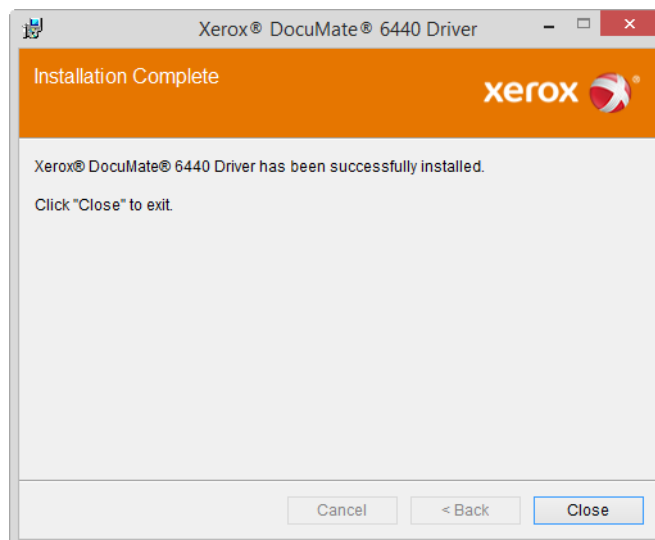 Xerox® DocuMate® 6440 Driver
Installation Complete
xerox
Xerox® DocuMate® 6440 Driver has been successfully installed.
Click "Close" to exit.
Cancel
< Back
Close